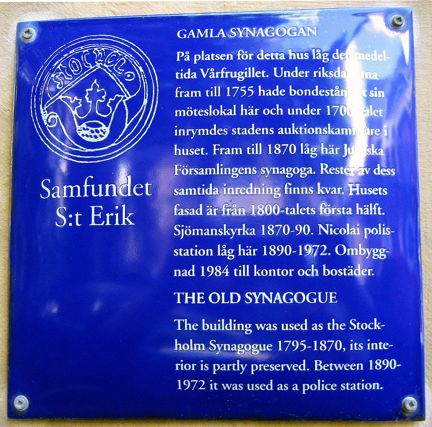 STOCHOLO
Samfundet
S:t Erik
GAMLA SYNAGOGAN
På platsen för detta hus låg det medel-
tida Vårfrugillet. Under riksdagarna
fram till 1755 hade bondeståndet sin
möteslokal här och under 1700-talet
inrymdes stadens auktionskammare i
huset. Fram till 1870 låg här Judiska
Församlingens synagoga. Rester av dess
samtida inredning finns kvar. Husets
fasad är från 1800-talets första hälft.
Sjömanskyrka 1870-90. Nicolai polis-
station låg här 1890-1972. Ombygg-
nad 1984 till kontor och bostäder.
THE OLD SYNAGOGUE
The building was used as the Stock-
holm Synagogue 1795-1870, its inte-
rior is partly preserved. Between 1890-
1972 it was used as a police station.